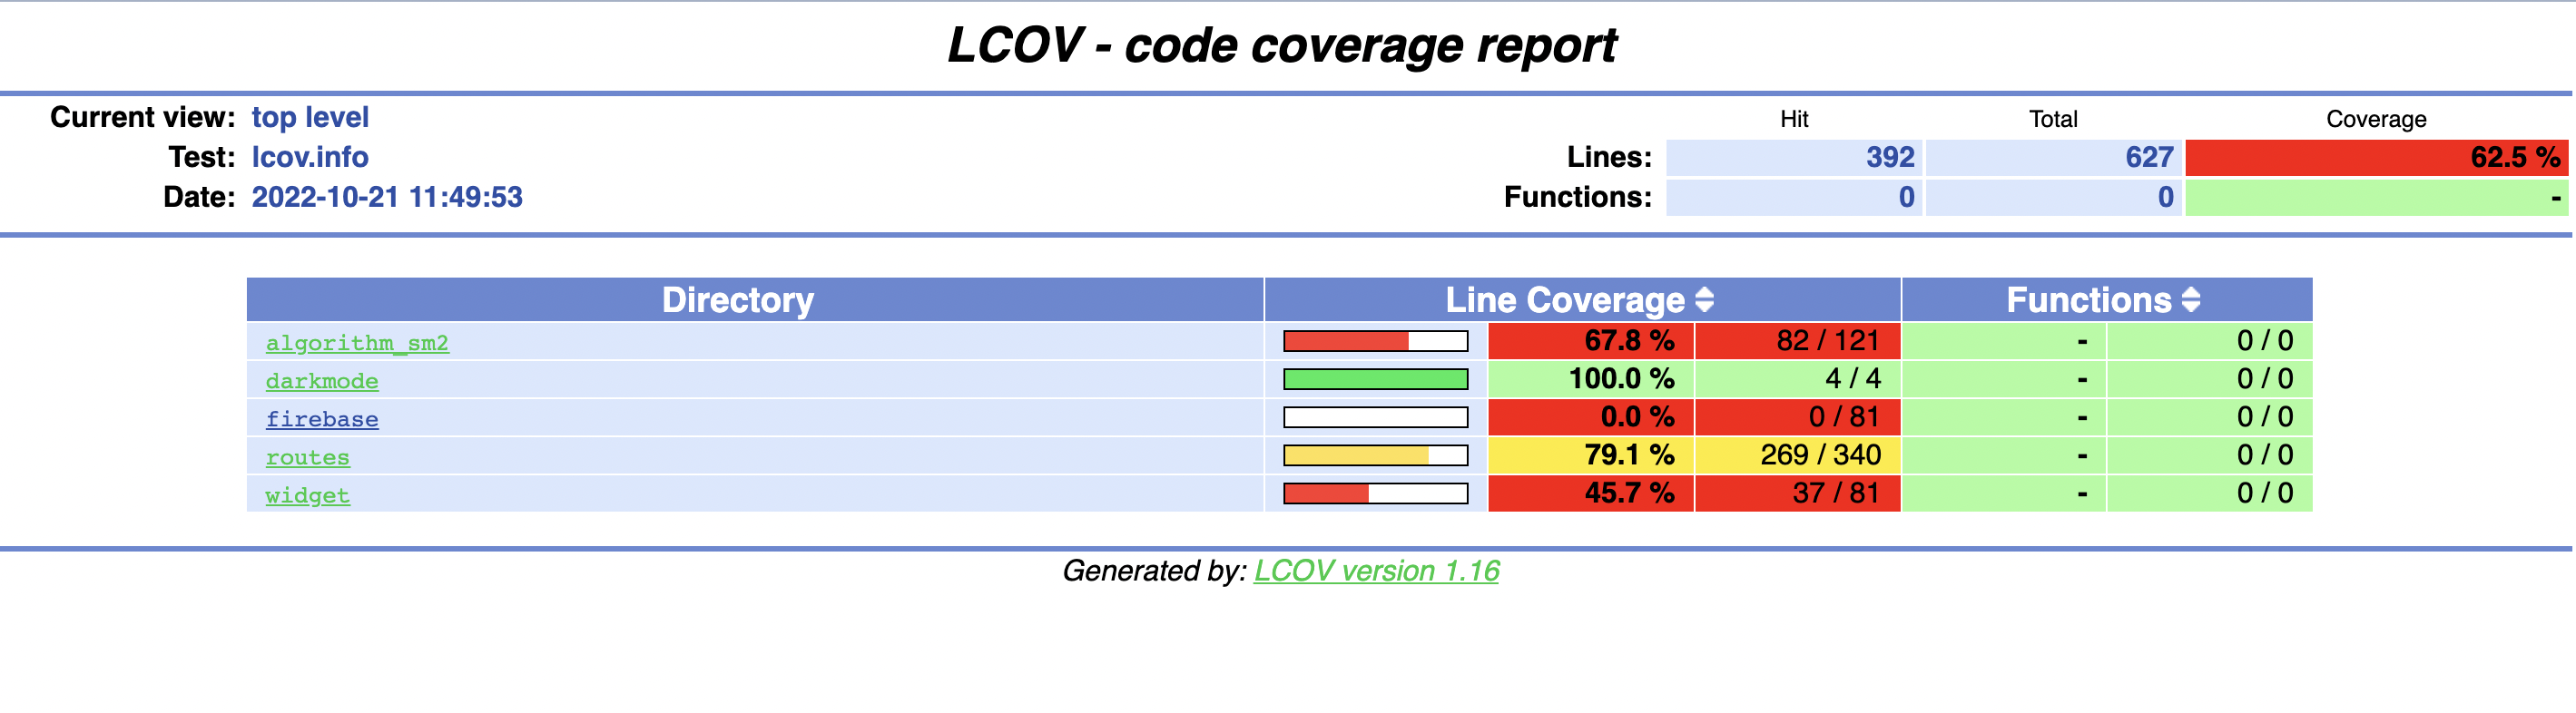 LCOV - code coverage report
Current view: top level
Hit Total Coverage
Test: lcov.info
Lines: 392 627 62.5 %
Date: 2022-10-21 11:49:53
Functions: 0 0 -
Directory Line Coverage Functions
algorithm_sm2 67.8 % 82 / 121 - 0 / 0
darkmode 100.0 % 4 / 4 - 0 / 0
firebase 0.0 % 0 / 81 - 0 / 0
routes 79.1 % 269 / 340 - 0 / 0
widget 45.7 % 37 / 81 - 0 / 0
Generated by: LCOV version 1.16